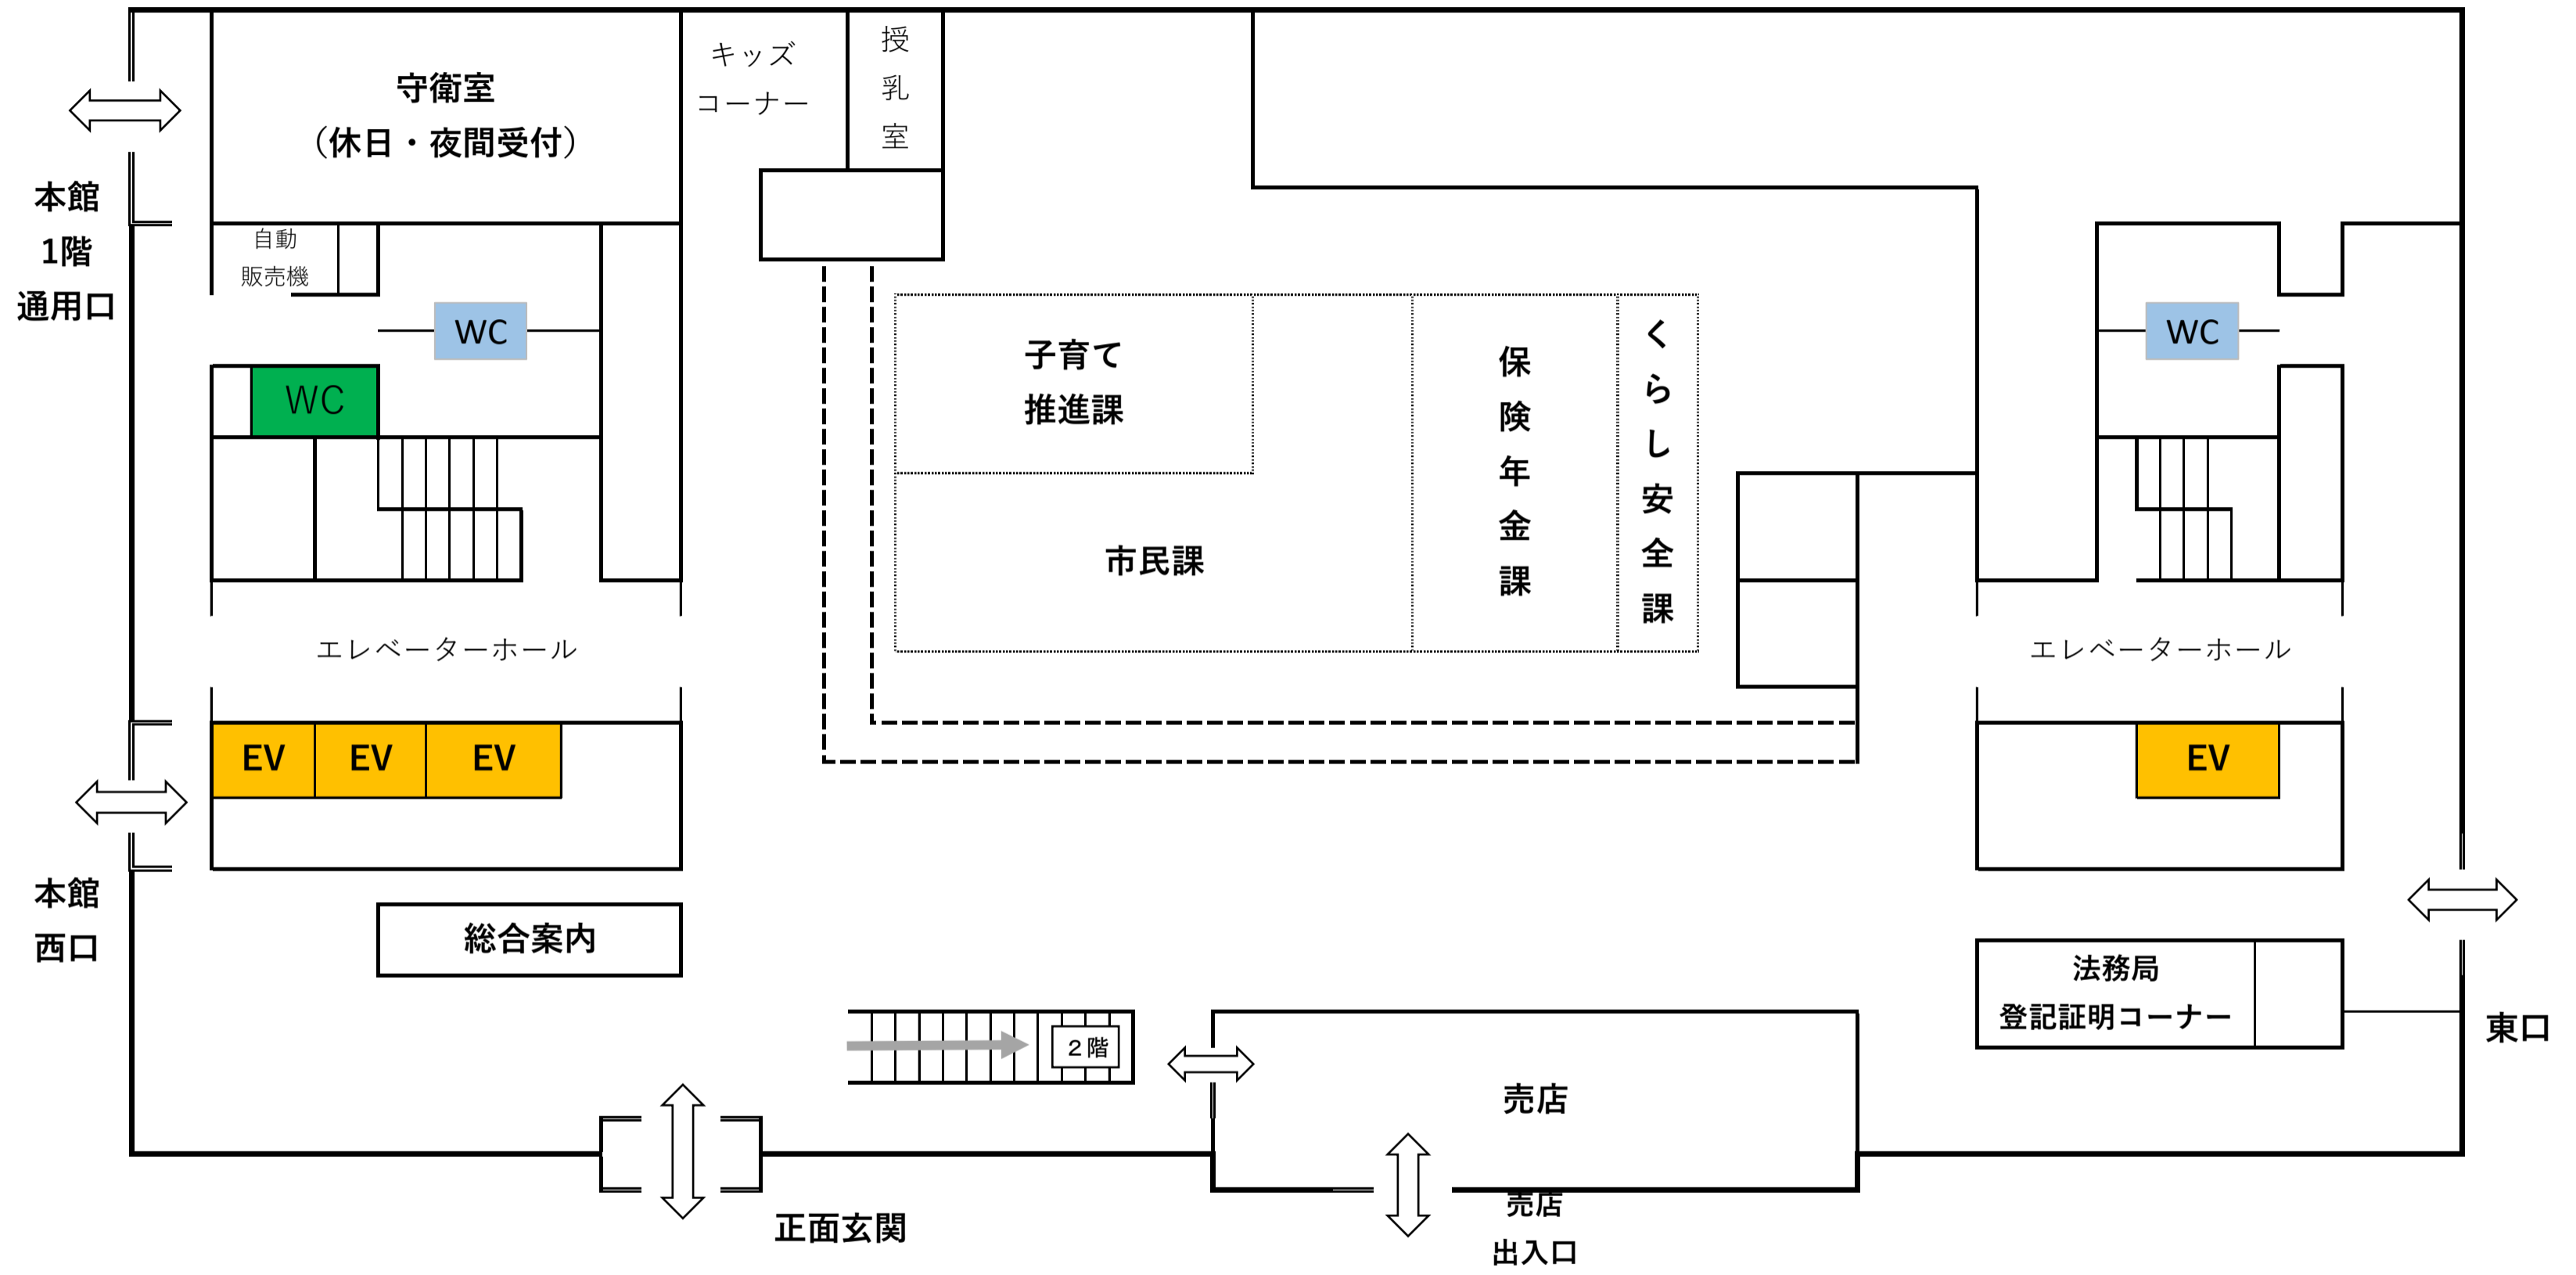 守衛室
（休日・夜間受付）
キッズ
コーナー
授
乳
室
本館
1階
通用口
自動
販売機
WC
WC
WC
子育て
推進課
市民課
保
険
年
金
課
く
ら
し
安
全
課
エレベーターホール
エレベーターホール
EV
EV
EV
EV
本館
西口
総合案内
２階
売店
法務局
登記証明コーナー
東口
正面玄関
売店
出入口